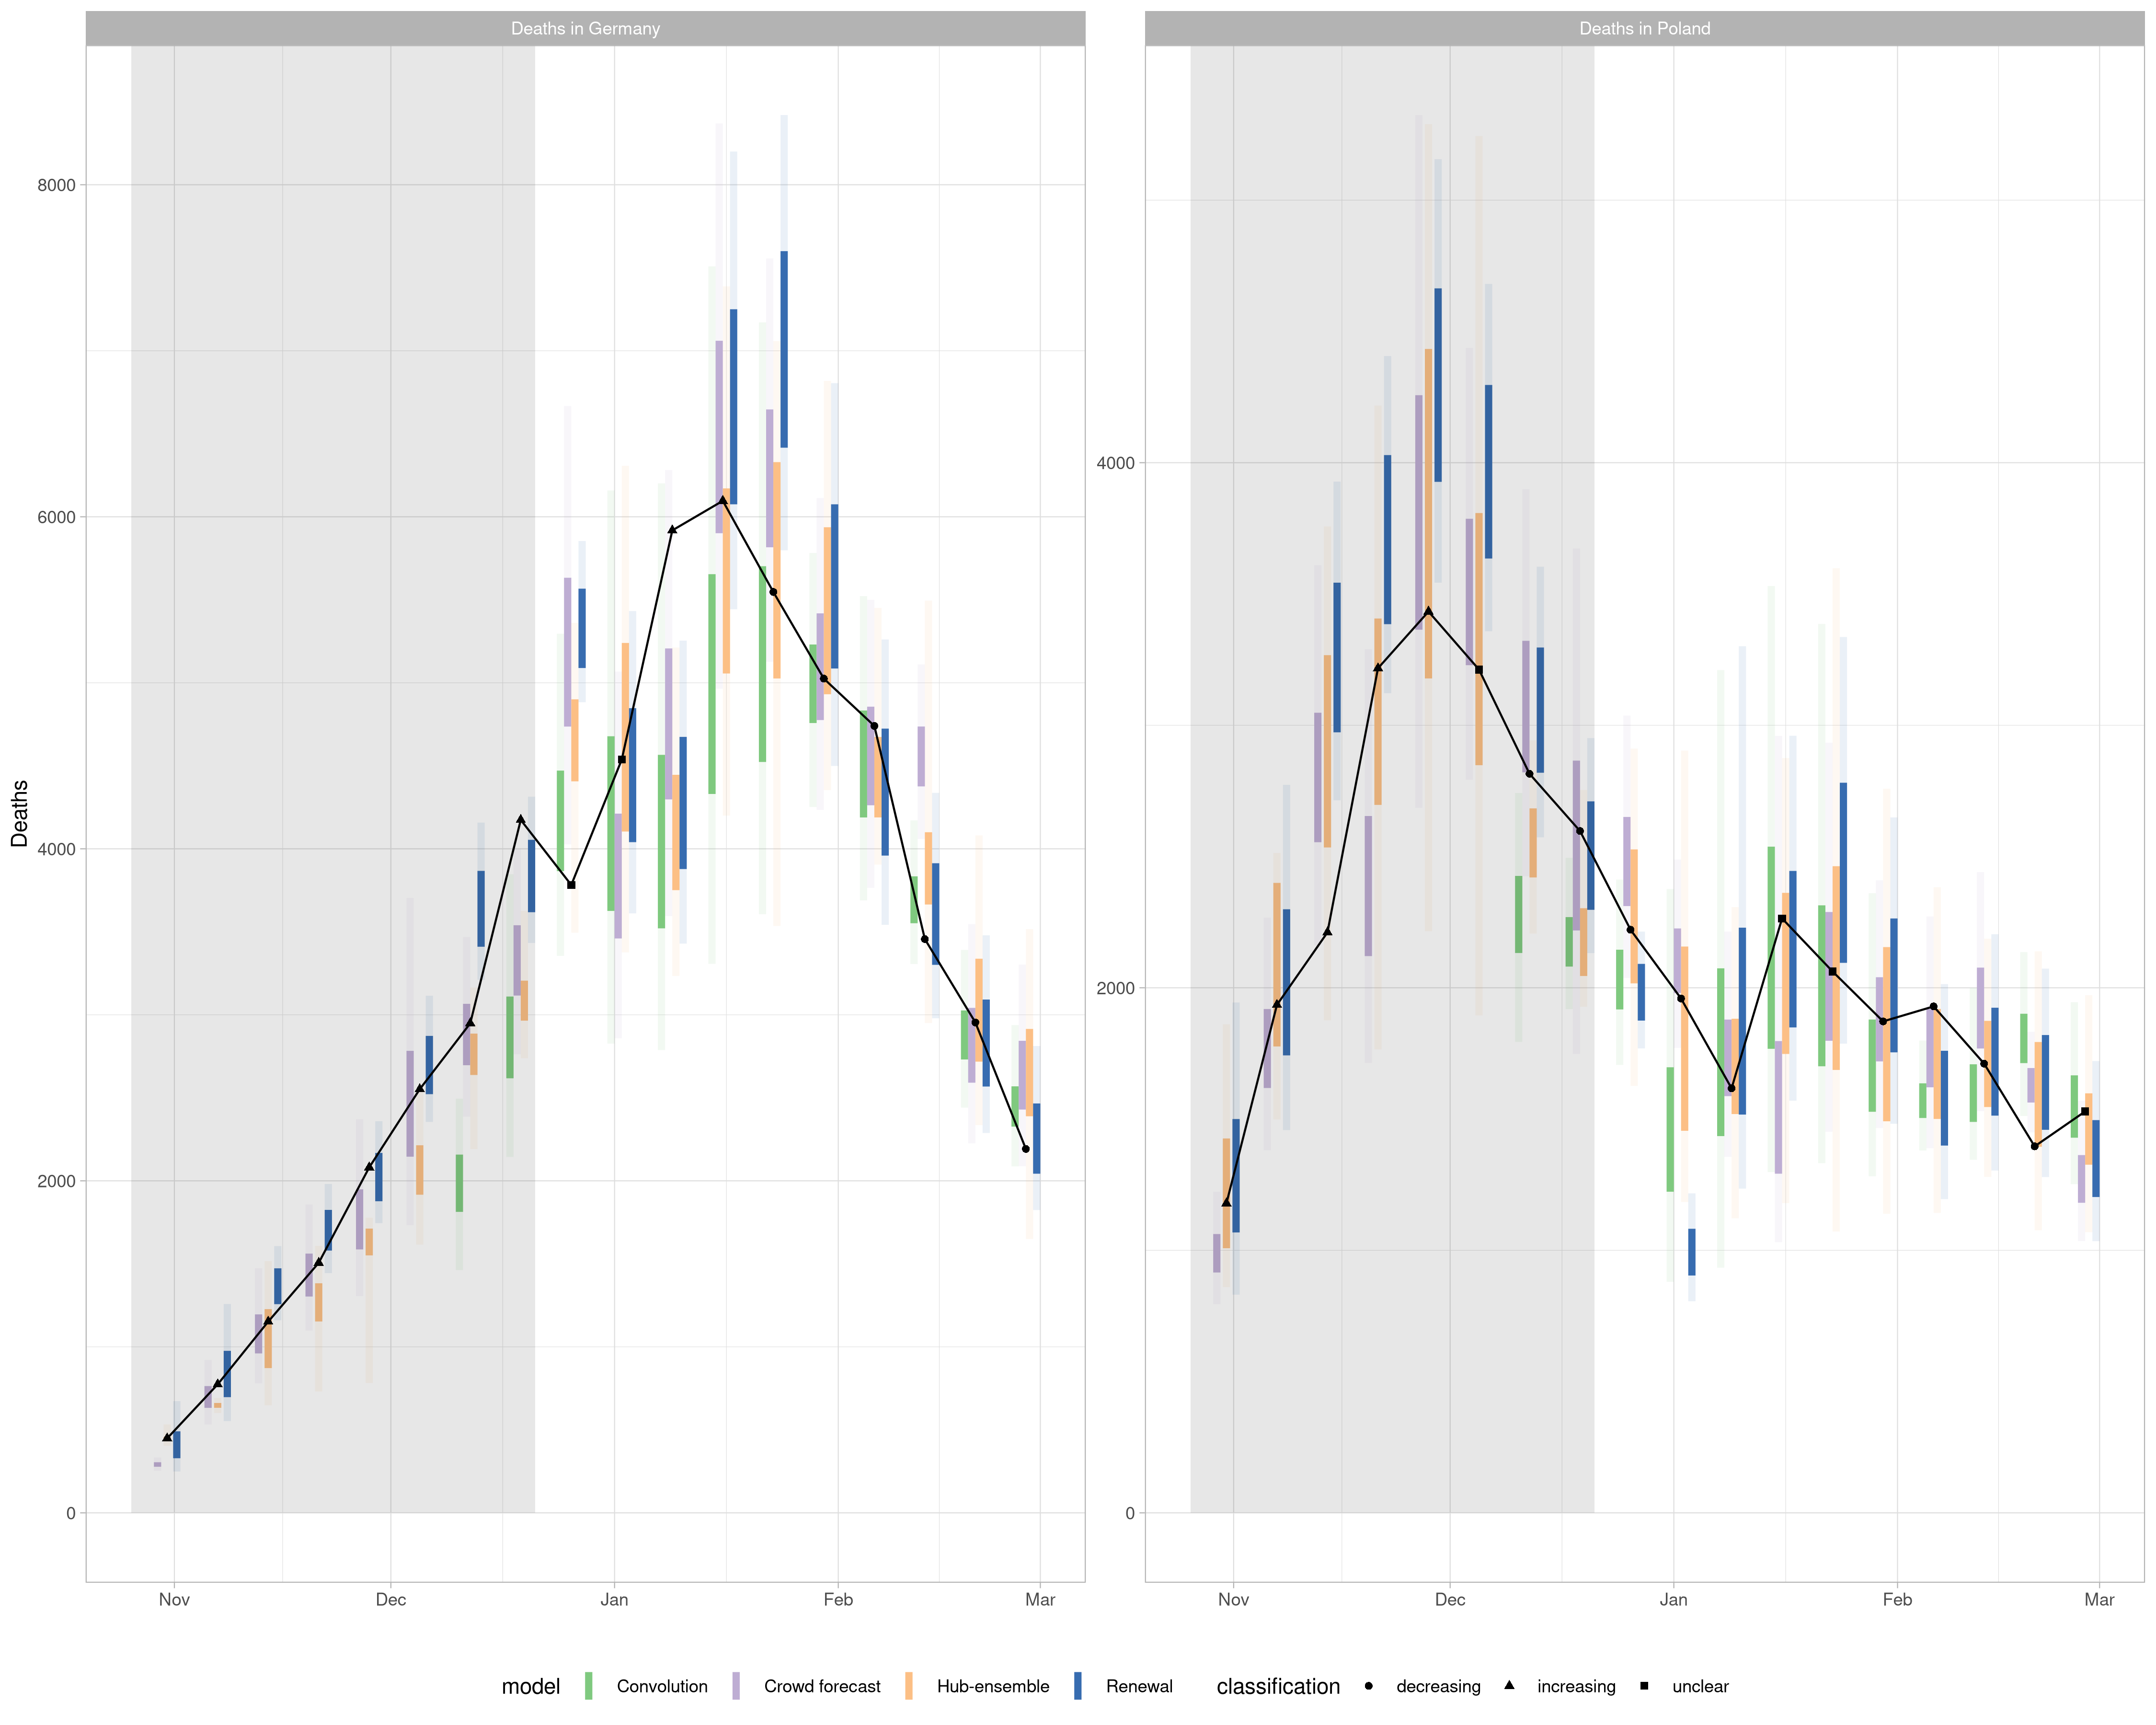 Deaths in Germany
Deaths in Poland
Deaths
8000
6000
4000
2000
0
4000
2000
0
Nov Dec Jan Feb Mar
Nov Dec Jan Feb Mar
model Convolution Crowd forecast Hub-ensemble Renewal classification decreasing increasing unclear